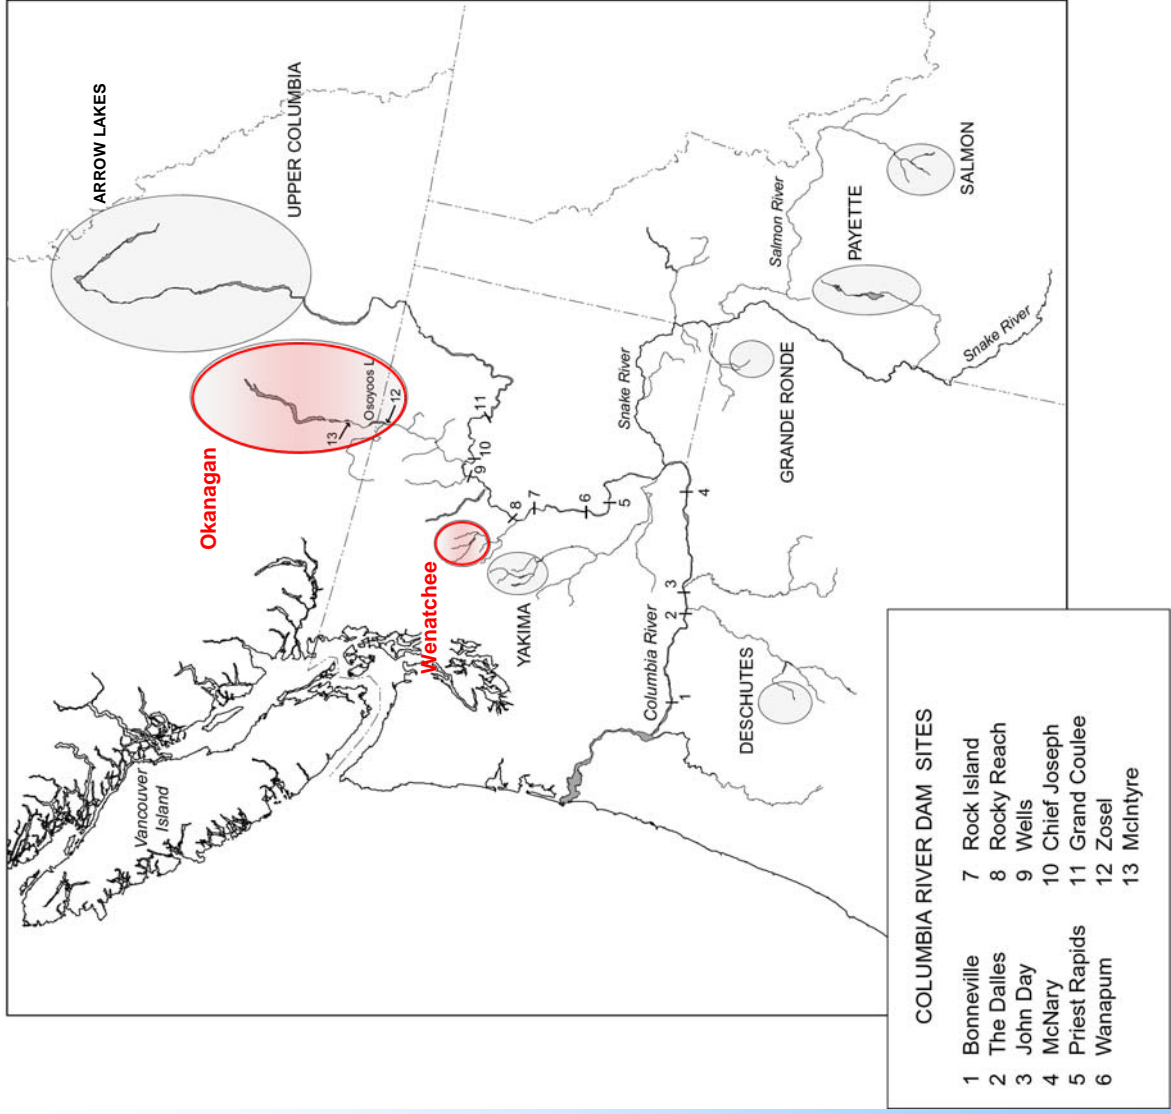 ARROW LAKES
UPPER COLUMBIA
Okanagan
Osoyoos L
13
12
11
10
9
8
7
6
5
4
3
2
1
Wenatchee
YAKIMA
Vancouver
Island
Columbia River
Snake River
Salmon River
SALMON
PAYETTE
Snake River
GRANDE RONDE
DESCHUTES
COLUMBIA RIVER DAM SITES
1 Bonneville
2 The Dalles
3 John Day
4 McNary
5 Priest Rapids
6 Wanapum
7 Rock Island
8 Rocky Reach
9 Wells
10 Chief Joseph
11 Grand Coulee
12 Zosel
13 McIntyre